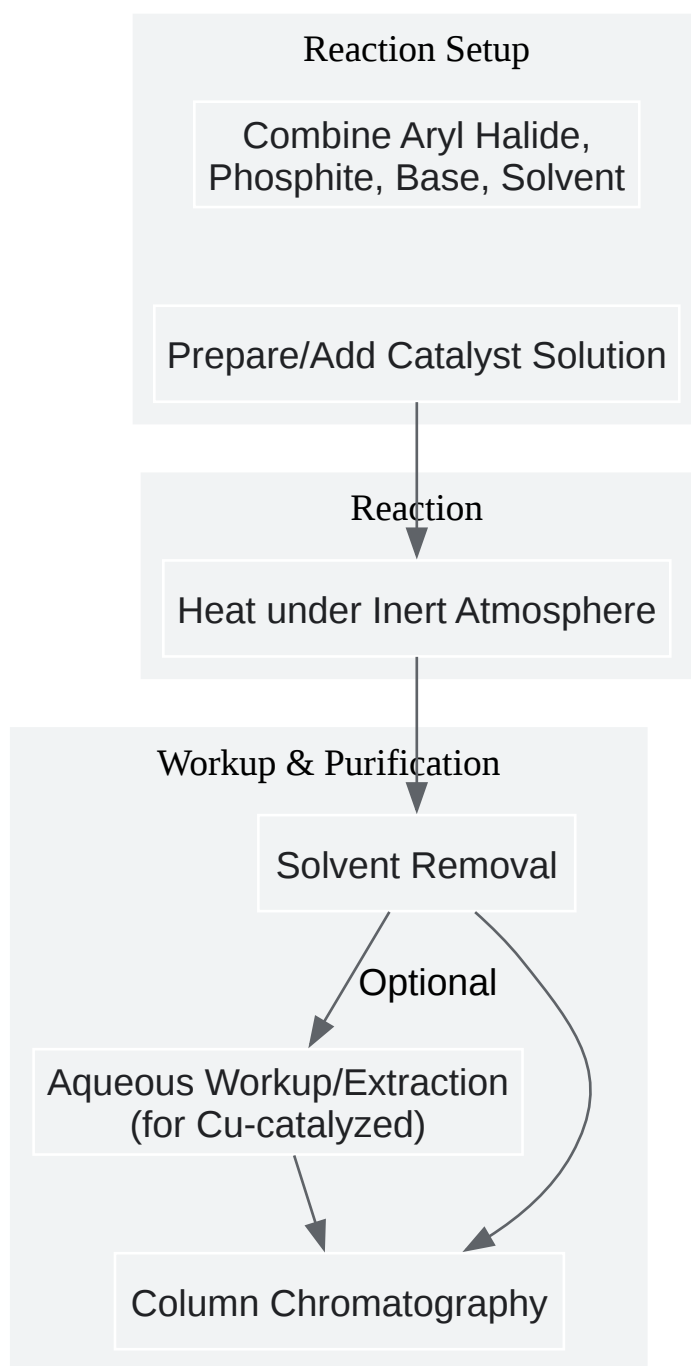 Reaction Setup
Combine Aryl Halide,
Phosphite, Base, Solvent
Prepare/Add Catalyst Solution
Reaction
Heat under Inert Atmosphere
Workup & Purification
Solvent Removal
Optional
Aqueous Workup/Extraction
(for Cu-catalyzed)
Column Chromatography